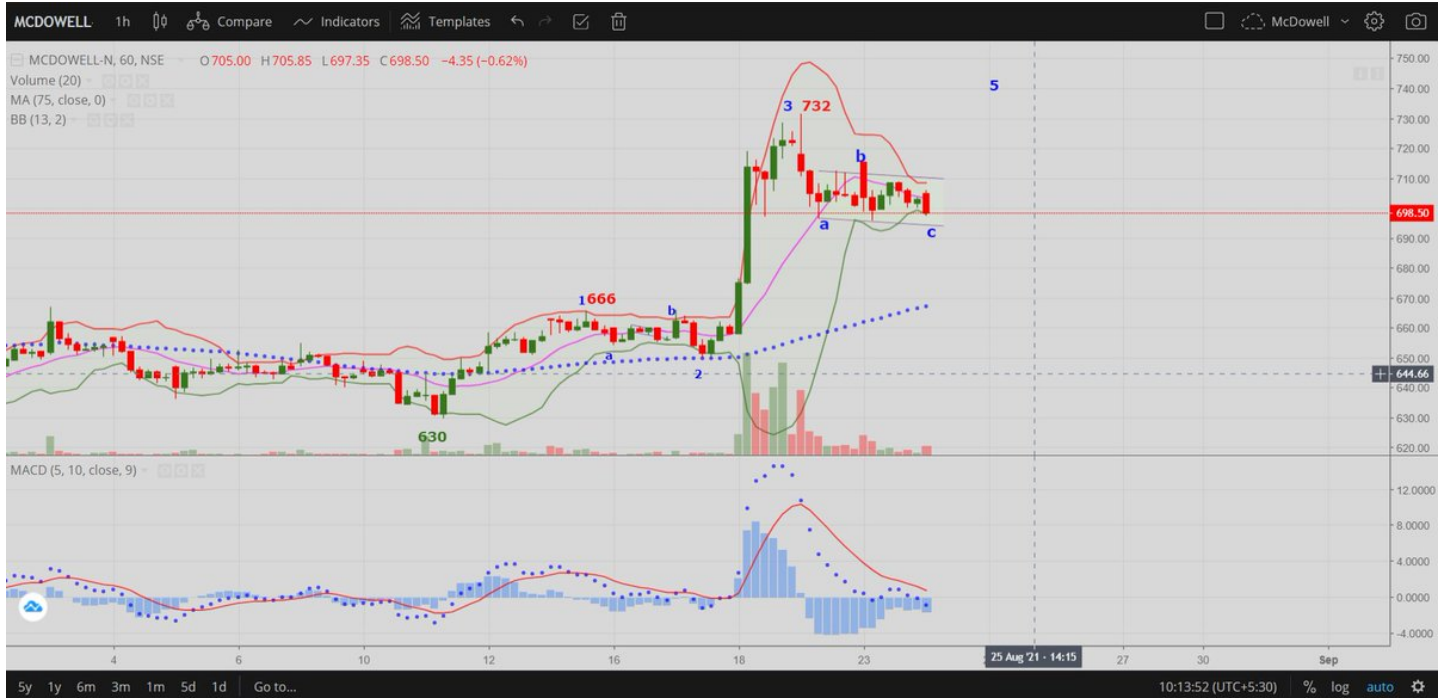 MCDOWELL 1h Compare Indicators Templates McDowell
MCDOWELL-N, 60, NSE O705.00 H705.85 L697.35 C698.50 −4.35 (−0.62%)
Volume (20)
MA (75, close, 0)
BB (13, 2)
750.00
740.00
730.00
720.00
710.00
698.50
690.00
680.00
670.00
660.00
650.00
644.66
640.00
630.00
620.00
5
3 732
b
a
c
1 666
b
a
2
630
MACD (5, 10, close, 9)
12.0000
8.0000
4.0000
0.0000
-4.0000
4 6 10 12 16 18 23 25 Aug '21 - 14:15 27 30 Sep
5y 1y 6m 3m 1m 5d 1d Go to... 10:13:52 (UTC+5:30) % log auto